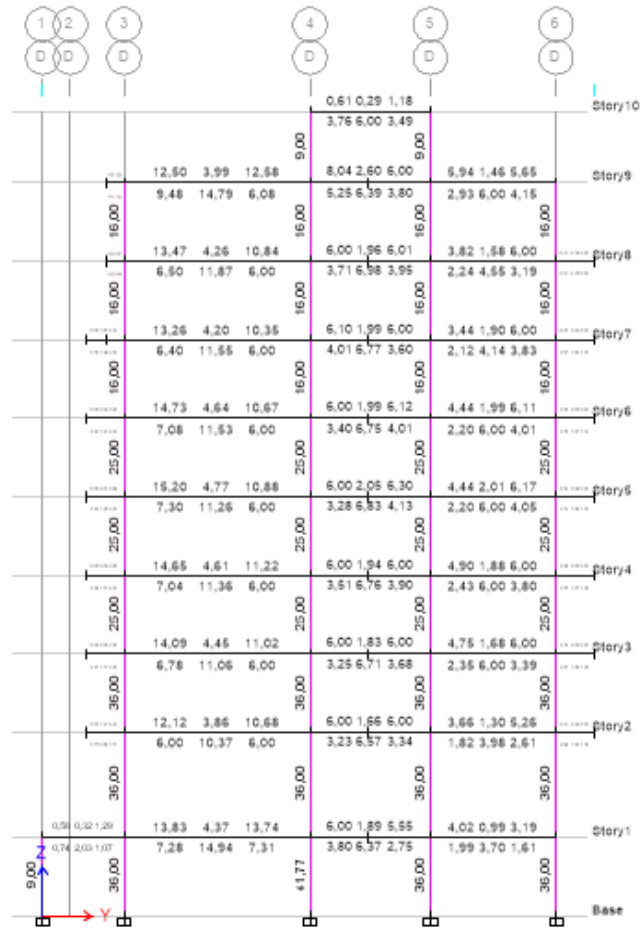 1 2 3 4 5 6
D D D D D D
0,61 0,29 1,18 Story10
3,76 6,00 3,49
9,00 9,00
12,50 3,99 12,58 8,04 2,60 6,00 5,94 1,46 5,65 Story9
9,48 14,79 6,08 5,25 6,39 3,80 2,93 6,00 4,15
16,00 16,00 16,00 16,00
13,47 4,26 10,84 6,00 1,96 6,01 3,82 1,58 6,00 Story8
6,50 11,87 6,00 3,71 6,98 3,95 2,24 4,55 3,19
16,00 16,00 16,00 16,00
13,26 4,20 10,35 6,10 1,99 6,00 3,44 1,90 6,00 Story7
6,40 11,55 6,00 4,01 6,77 3,60 2,12 4,14 3,83
16,00 16,00 16,00 16,00
14,73 4,64 10,67 6,00 1,99 6,12 4,44 1,99 6,11 Story6
7,08 11,53 6,00 3,40 6,75 4,01 2,20 6,00 4,01
25,00 25,00 25,00 25,00
15,20 4,77 10,88 6,00 2,05 6,30 4,44 2,01 6,17 Story5
7,30 11,26 6,00 3,28 6,83 4,13 2,20 6,00 4,05
25,00 25,00 25,00 25,00
14,65 4,61 11,22 6,00 1,94 6,00 4,90 1,88 6,00 Story4
7,04 11,36 6,00 3,51 6,76 3,90 2,43 6,00 3,80
25,00 25,00 25,00 25,00
14,09 4,45 11,02 6,00 1,83 6,00 4,75 1,68 6,00 Story3
6,78 11,06 6,00 3,25 6,71 3,68 2,35 6,00 3,39
36,00 36,00 36,00 36,00
12,12 3,86 10,68 6,00 1,66 6,00 3,66 1,30 5,26 Story2
6,00 10,37 6,00 3,23 6,57 3,34 1,82 3,98 2,61
36,00 36,00 36,00 36,00
0,58 0,32 1,29 13,83 4,37 13,74 6,00 1,89 5,55 4,02 0,99 3,19 Story1
0,74 2,03 1,07 7,28 14,94 7,31 3,80 6,37 2,75 1,99 3,70 1,61
Z
9,00 36,00 41,77 36,00 36,00
Y Base